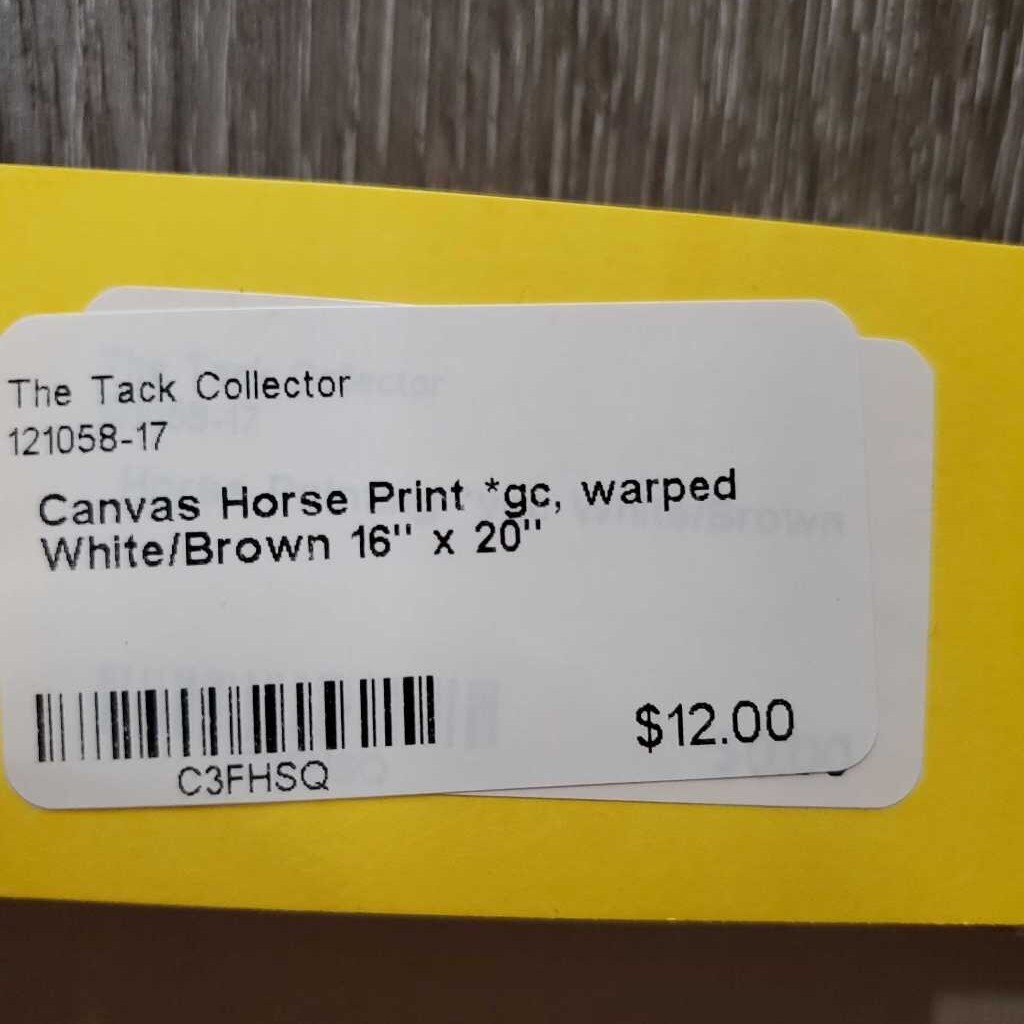 The Tack Collector
121058-17
Canvas Horse Print *gc, warped
White/Brown 16" x 20"
$12.00
C3FHSQ